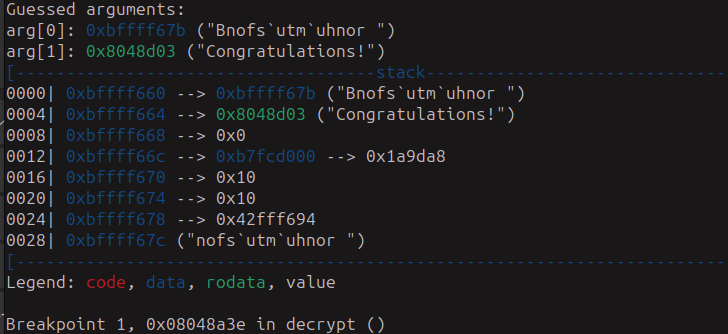 Guessed arguments:
arg[0]: 0xbffff67b ("Bnofs`utm`uhnor ")
arg[1]: 0x8048d03 ("Congratulations!")
[------------------------------------stack-----------------------------
0000| 0xbffff660 --> 0xbffff67b ("Bnofs`utm`uhnor ")
0004| 0xbffff664 --> 0x8048d03 ("Congratulations!")
0008| 0xbffff668 --> 0x0
0012| 0xbffff66c --> 0xb7fcd000 --> 0x1a9da8
0016| 0xbffff670 --> 0x10
0020| 0xbffff674 --> 0x10
0024| 0xbffff678 --> 0x42fff694
0028| 0xbffff67c ("nofs`utm`uhnor ")
[----------------------------------------------------------------------
Legend: code, data, rodata, value
Breakpoint 1, 0x08048a3e in decrypt ()